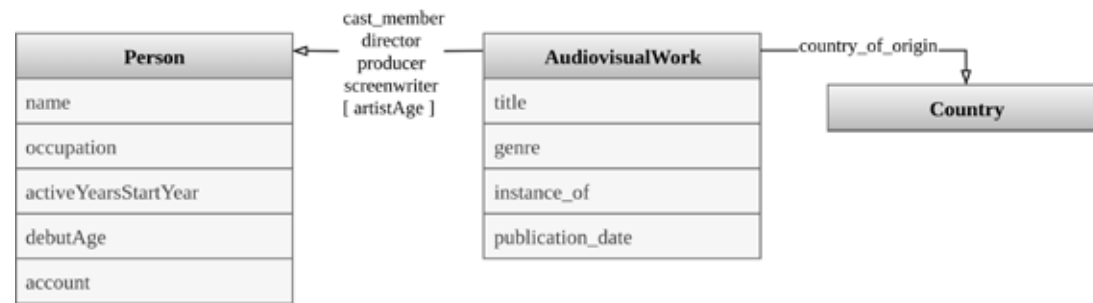 Person
name
occupation
activeYearsStartYear
debutAge
account
cast_member
director
producer
screenwriter
[ artistAge ]
AudiovisualWork
title
genre
instance_of
publication_date
country_of_origin
Country